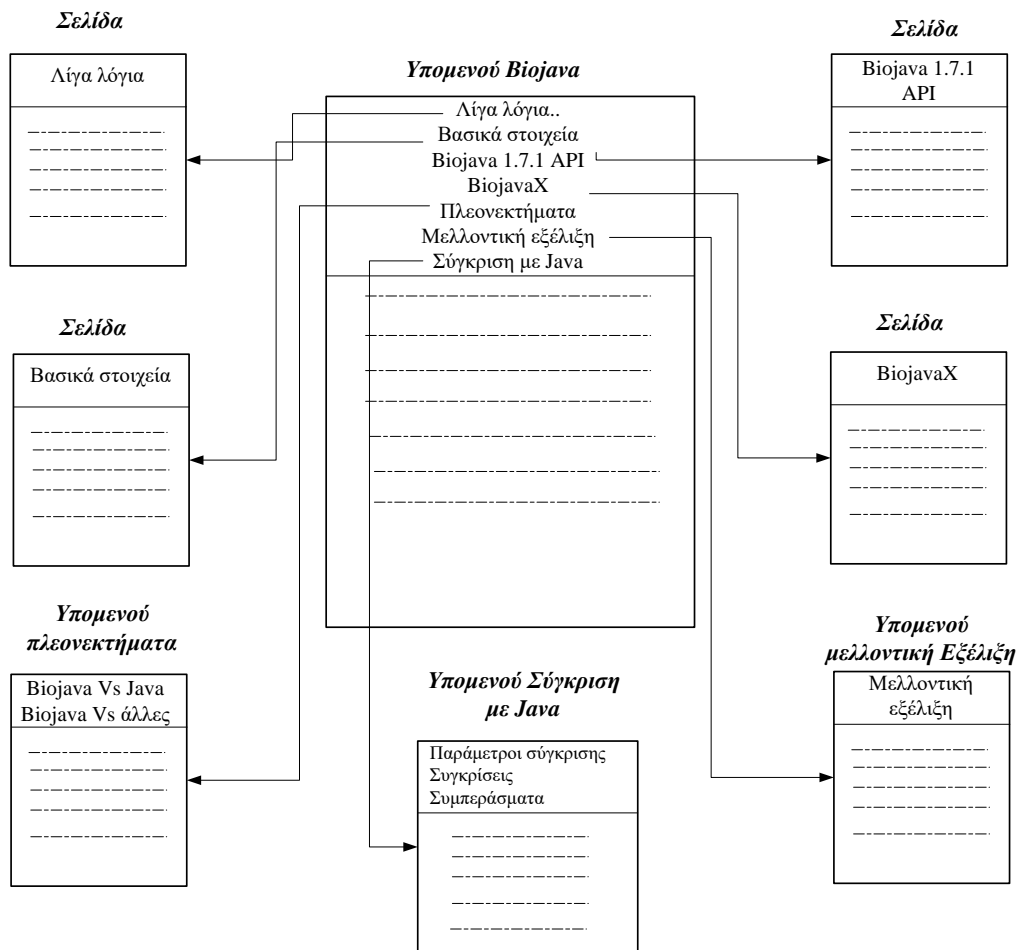 Σελίδα
Λίγα λόγια
Υπομενού Biojava
Λίγα λόγια..
Βασικά στοιχεία
Biojava 1.7.1 API
BiojavaX
Πλεονεκτήματα
Μελλοντική εξέλιξη
Σύγκριση με Java
Σελίδα
Biojava 1.7.1
API
Σελίδα
Βασικά στοιχεία
Σελίδα
BiojavaX
Υπομενού
πλεονεκτήματα
Biojava Vs Java
Biojava Vs άλλες
Υπομενού Σύγκριση
με Java
Παράμετροι σύγκρισης
Συγκρίσεις
Συμπεράσματα
Υπομενού
μελλοντική Εξέλιξη
Μελλοντική
εξέλιξη